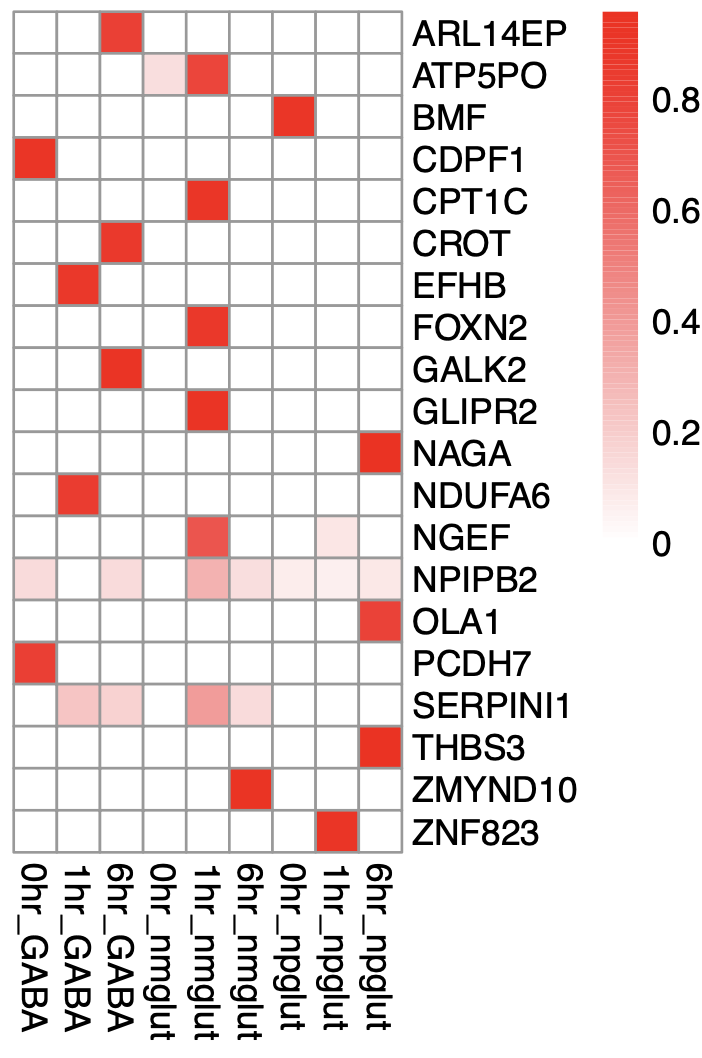 ARL14EP
ATP5PO
BMF
CDPF1
CPT1C
CROT
EFHB
FOXN2
GALK2
GLIPR2
NAGA
NDUFA6
NGEF
NPIPB2
OLA1
PCDH7
SERPINI1
THBS3
ZMYND10
ZNF823
0.8
0.6
0.4
0.2
0
0hr_GABA
1hr_GABA
6hr_GABA
0hr_nmglut
1hr_nmglut
6hr_nmglut
0hr_npglut
1hr_npglut
6hr_npglut